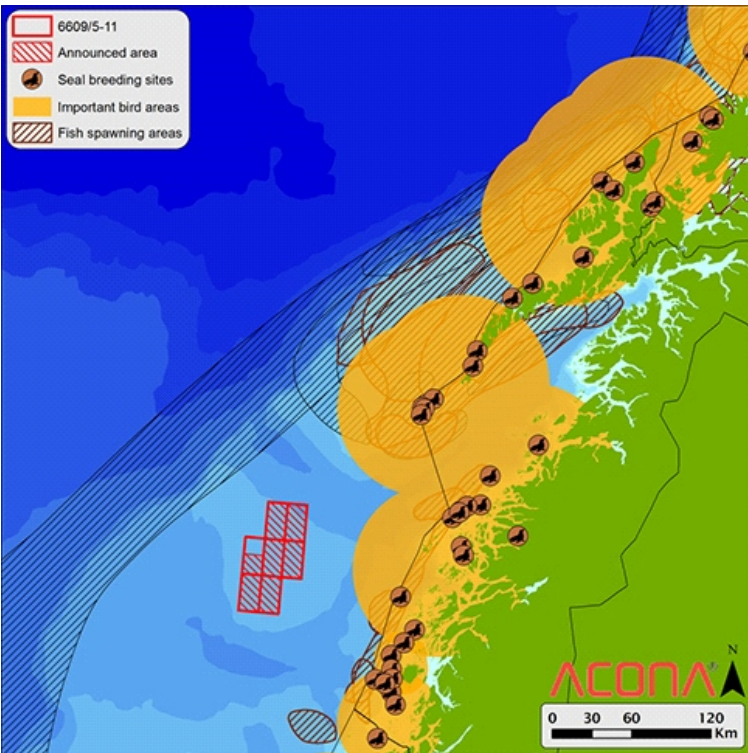 6609/5-11
Announced area
Seal breeding sites
Important bird areas
Fish spawning areas
ACONA
N
0 30 60 120
Km